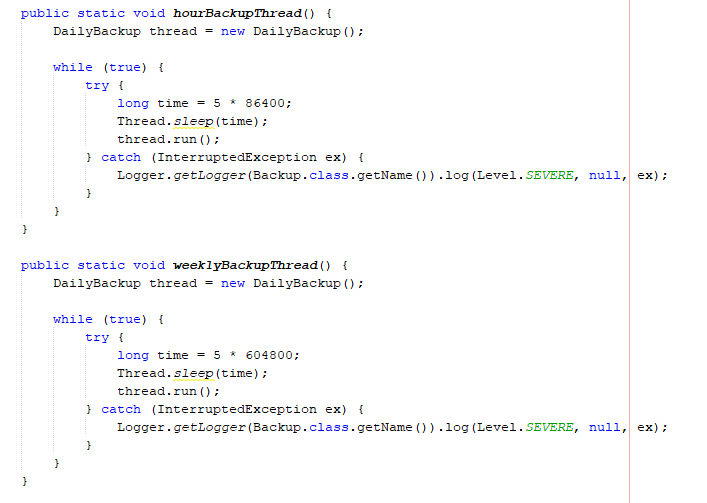 public static void hourBackupThread() {
    DailyBackup thread = new DailyBackup();

    while (true) {
        try {
            long time = 5 * 86400;
            Thread.sleep(time);
            thread.run();
        } catch (InterruptedException ex) {
            Logger.getLogger(Backup.class.getName()).log(Level.SEVERE, null, ex);
        }
    }
}

public static void weeklyBackupThread() {
    DailyBackup thread = new DailyBackup();

    while (true) {
        try {
            long time = 5 * 604800;
            Thread.sleep(time);
            thread.run();
        } catch (InterruptedException ex) {
            Logger.getLogger(Backup.class.getName()).log(Level.SEVERE, null, ex);
        }
    }
}